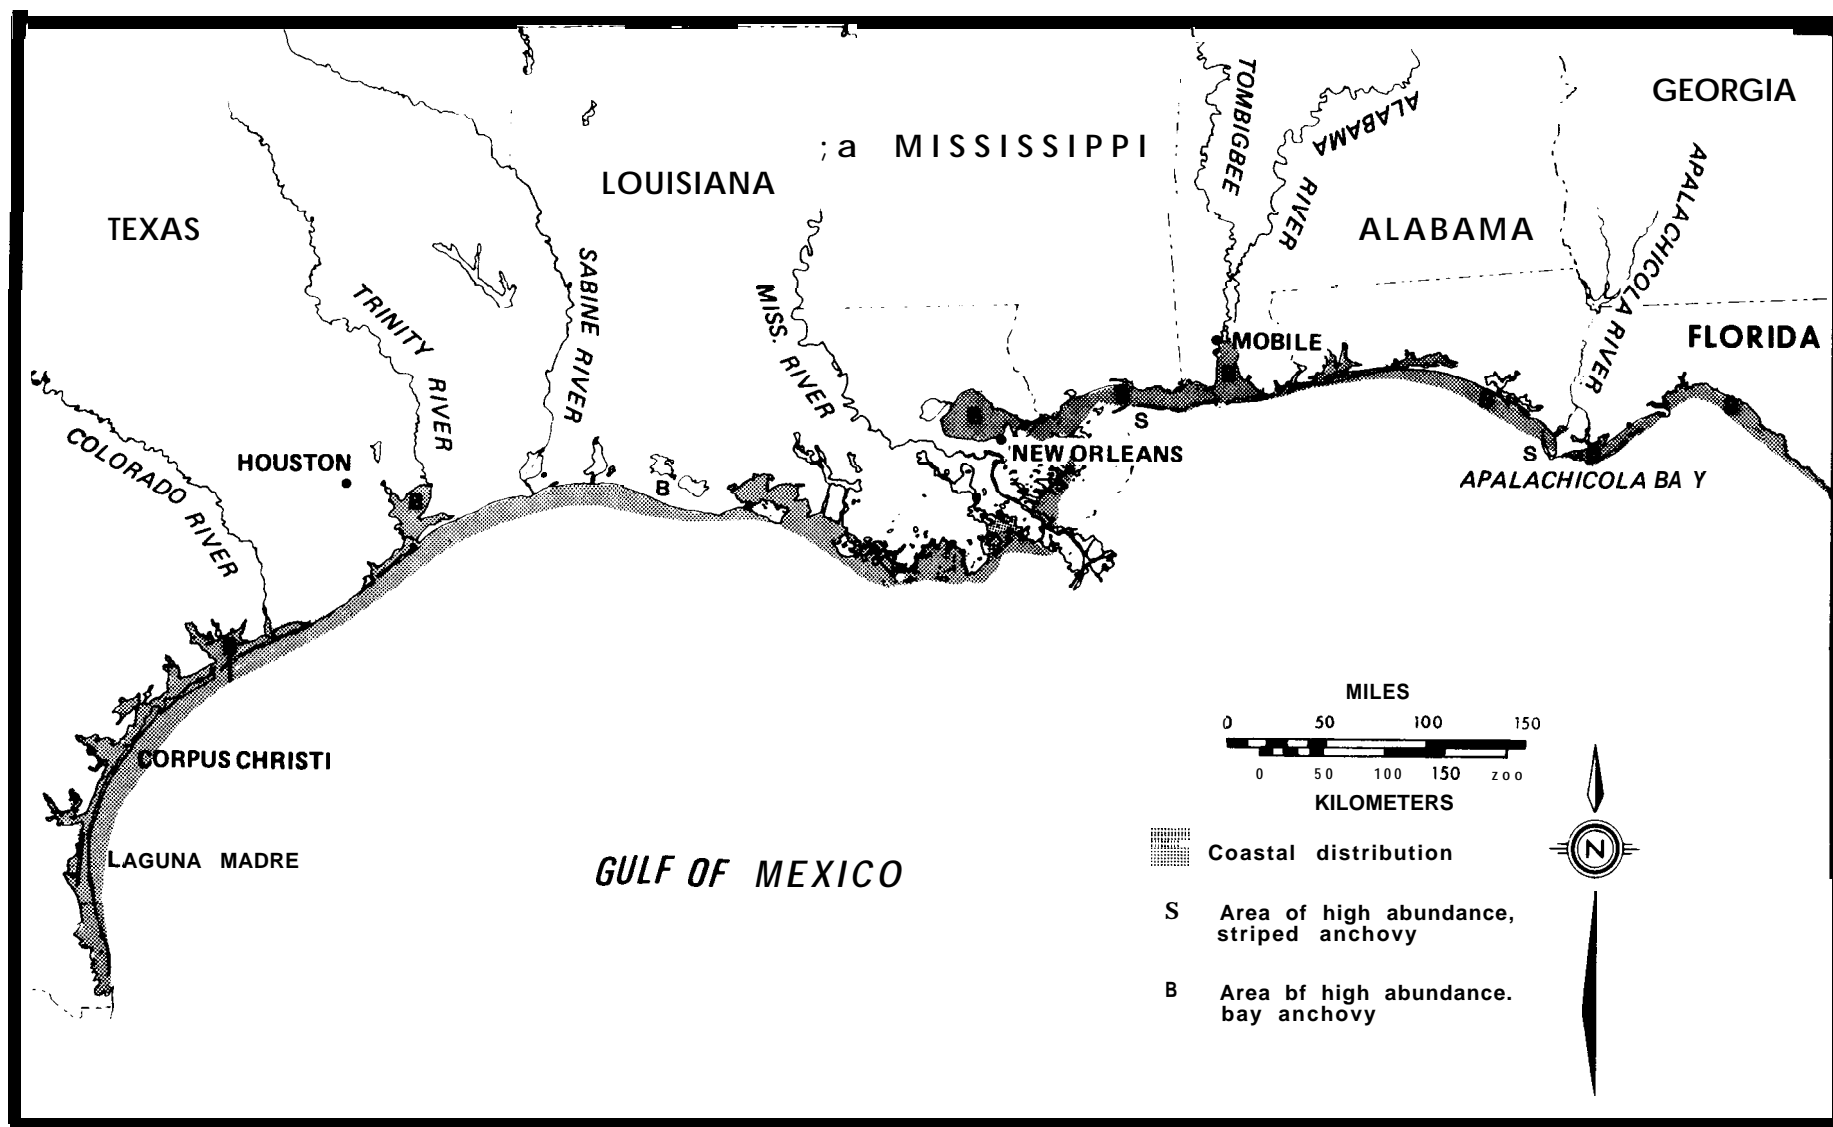 GEORGIA
TOMBIGBEE
ALABAMA
RIVER
;a MISSISSIPPI
LOUISIANA
TEXAS
ALABAMA
APALACHICOLA RIVER
SABINE RIVER
TRINITY
RIVER
MISS. RIVER
MOBILE
FLORIDA
COLORADO RIVER
HOUSTON
NEW ORLEANS
S
S
APALACHICOLA BA Y
B
B
B
B
B
CORPUS CHRISTI
LAGUNA MADRE
GULF OF MEXICO
MILES
0 50 100 150
0 50 100 150 200
KILOMETERS
Coastal distribution
N
S Area of high abundance,
striped anchovy
B Area bf high abundance.
bay anchovy